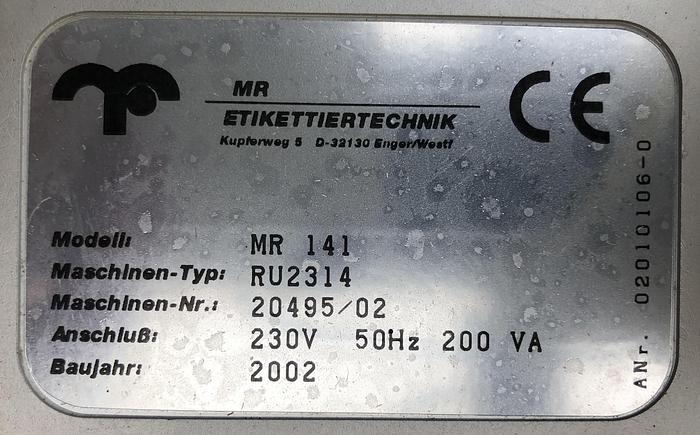 MR
ETIKETTIERTECHNIK
Kupferweg 5 D-32130 Enger/Westf
CE
Modell: MR 141
Maschinen-Typ: RU2314
Maschinen-Nr.: 20495/02
Anschluß: 230V 50Hz 200 VA
Baujahr: 2002
ANr. 02010106-0